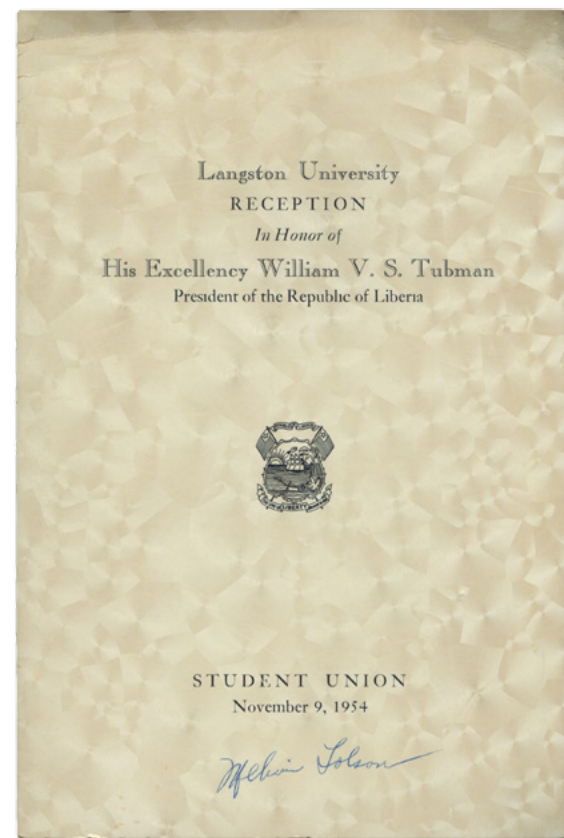 Langston University
RECEPTION
In Honor of
His Excellency William V. S. Tubman
President of the Republic of Liberia
LIBERTY
STUDENT UNION
November 9, 1954
Melvin Tolson